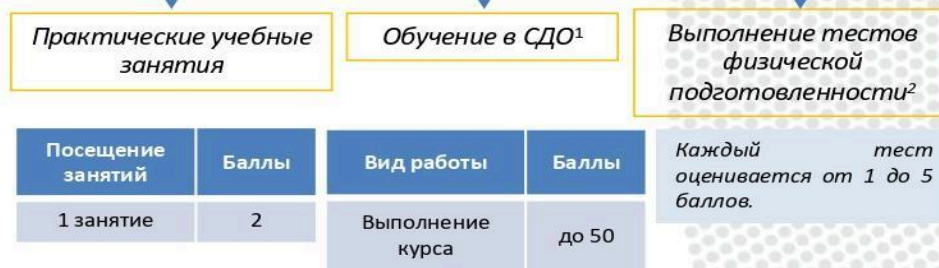 Практические учебные
занятия
Обучение в СДО¹
Выполнение тестов
физической
подготовленности²
Посещение
занятий
Баллы
1 занятие
2
Вид работы
Баллы
Выполнение
курса
до 50
Каждый тест
оценивается от 1 до 5
баллов.